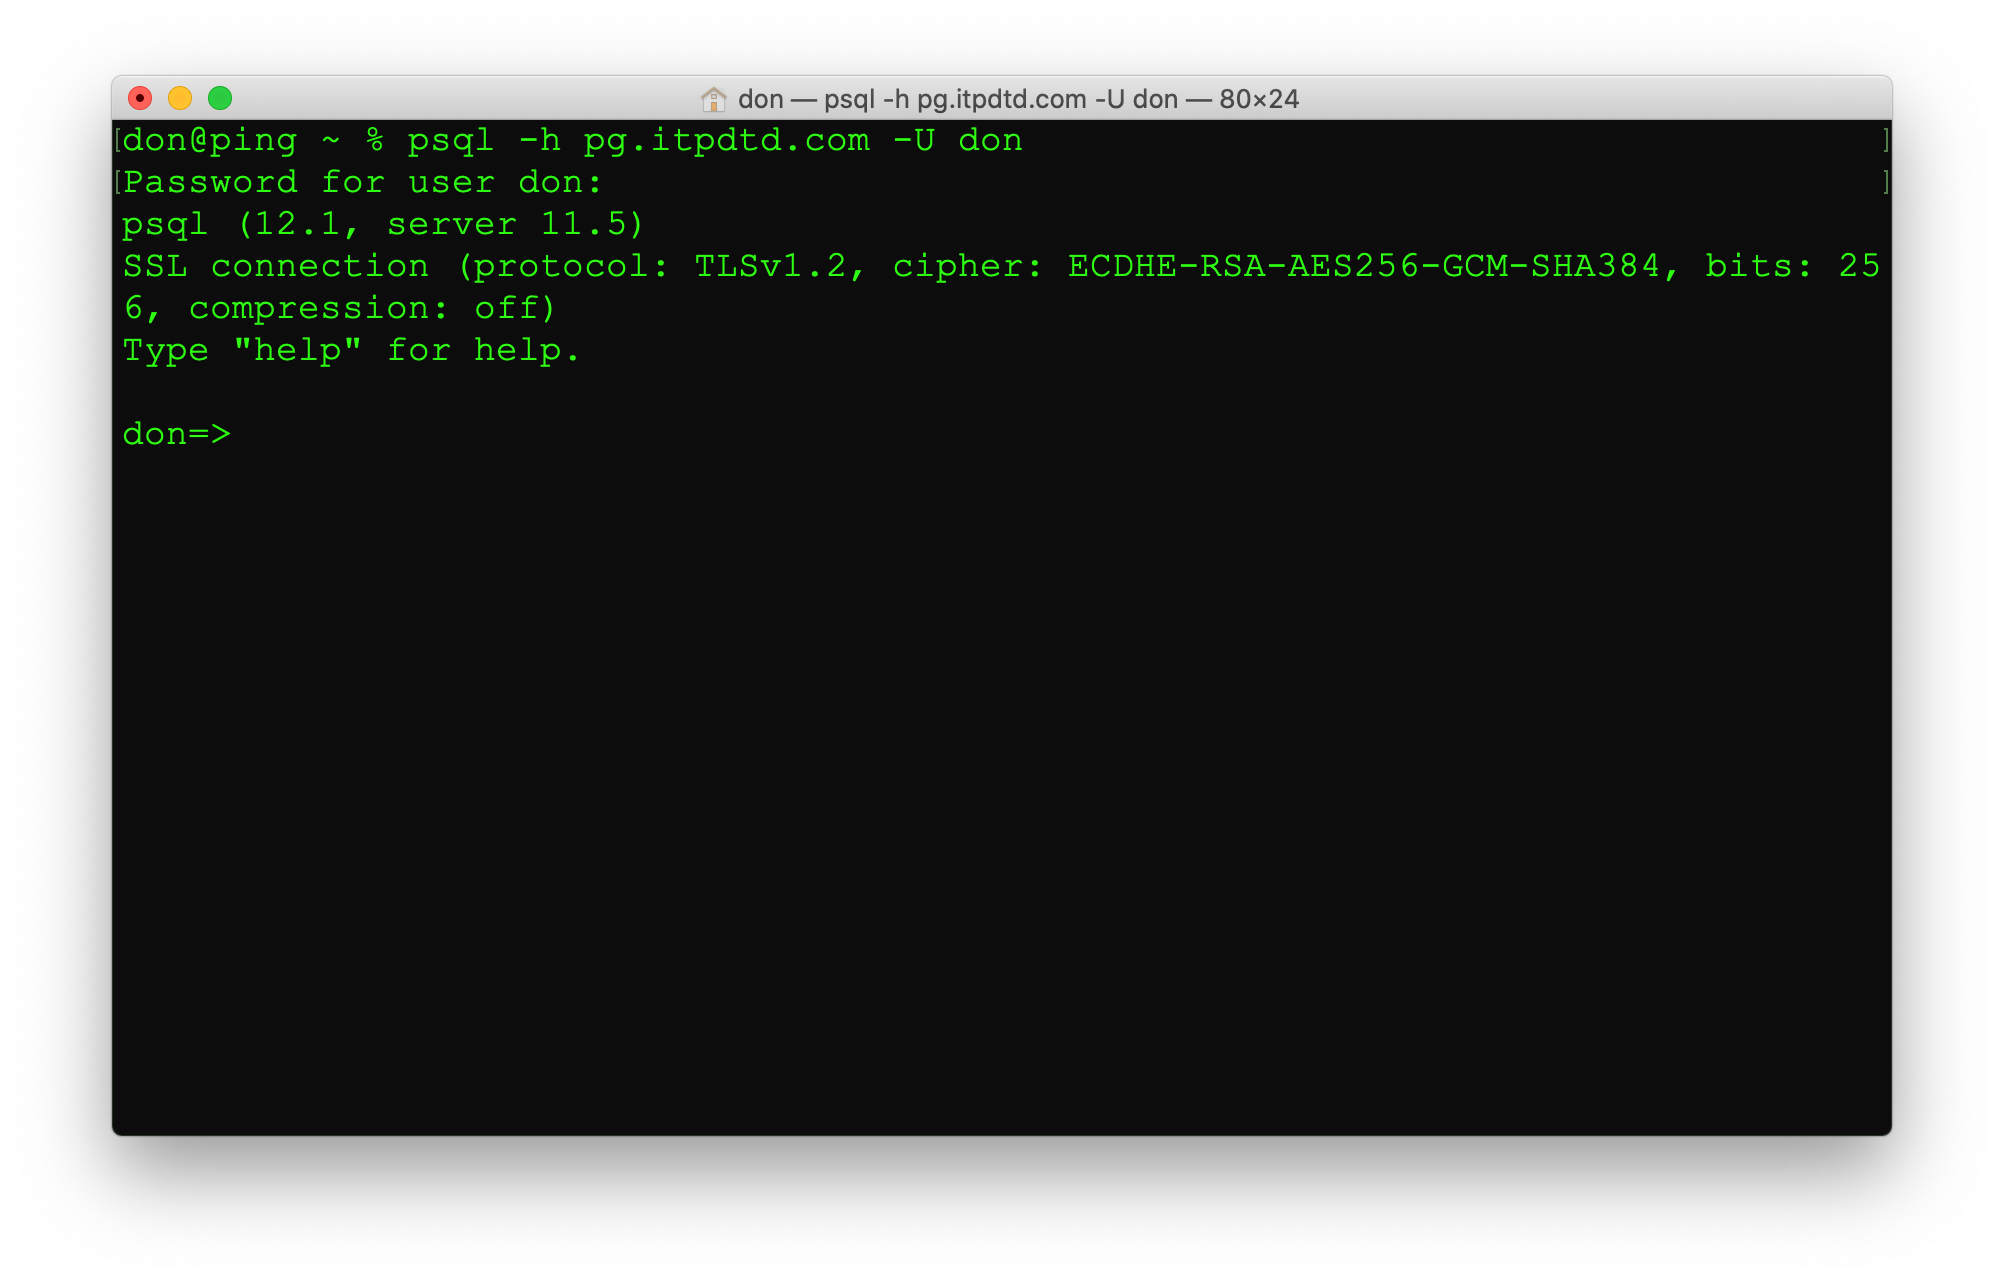 don — psql -h pg.itpdtd.com -U don — 80×24
[don@ping ~ % psql -h pg.itpdtd.com -U don ]
[Password for user don: ]
psql (12.1, server 11.5)
SSL connection (protocol: TLSv1.2, cipher: ECDHE-RSA-AES256-GCM-SHA384, bits: 25
6, compression: off)
Type "help" for help.
don=>